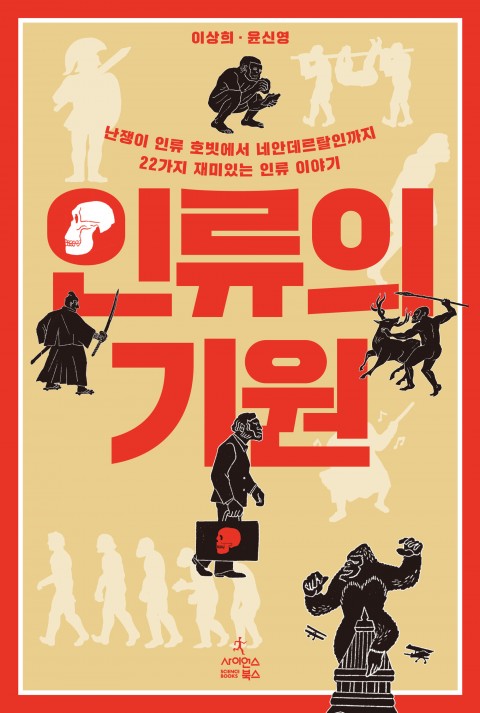 이상희 · 윤신영
난쟁이 인류 호빗에서 네안데르탈인까지
22가지 재미있는 인류 이야기
인류의
기원
사이언스
북스
SCIENCE
BOOKS